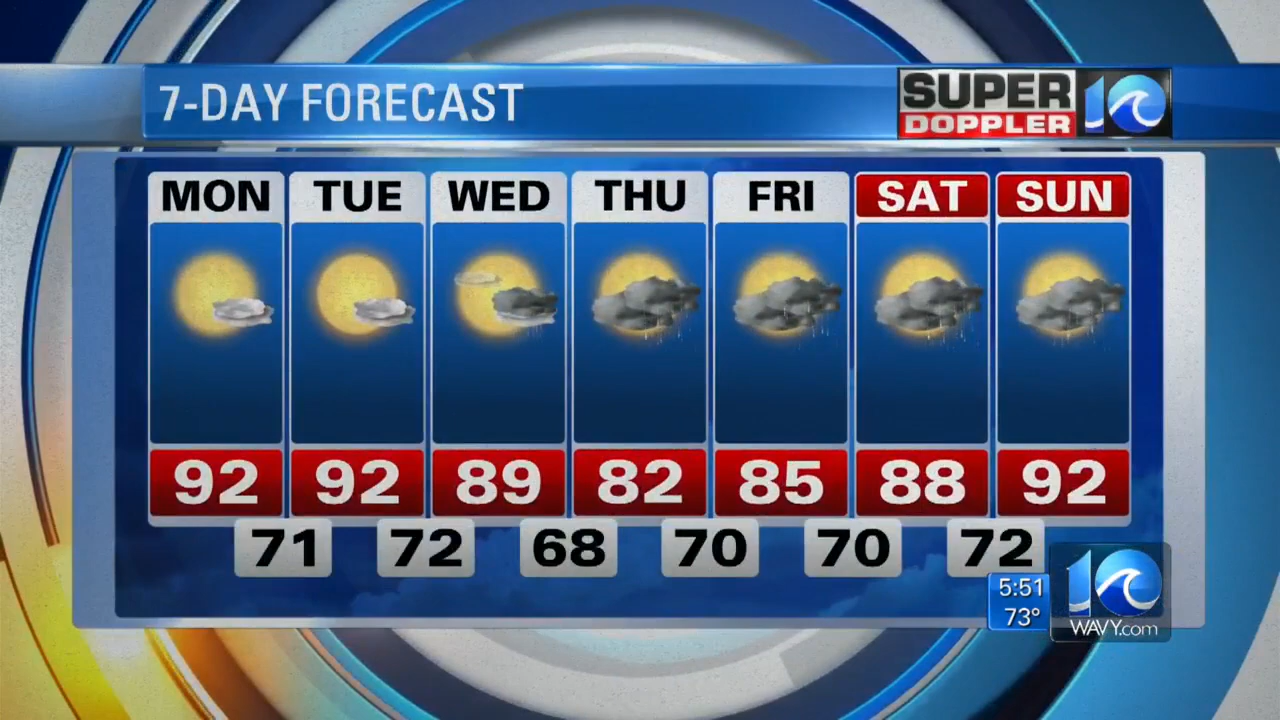 7-DAY FORECAST
SUPER
DOPPLER
10
MON TUE WED THU FRI SAT SUN
92 92 89 82 85 88 92
71 72 68 70 70 72
5:51
73°
10
WAVY.com